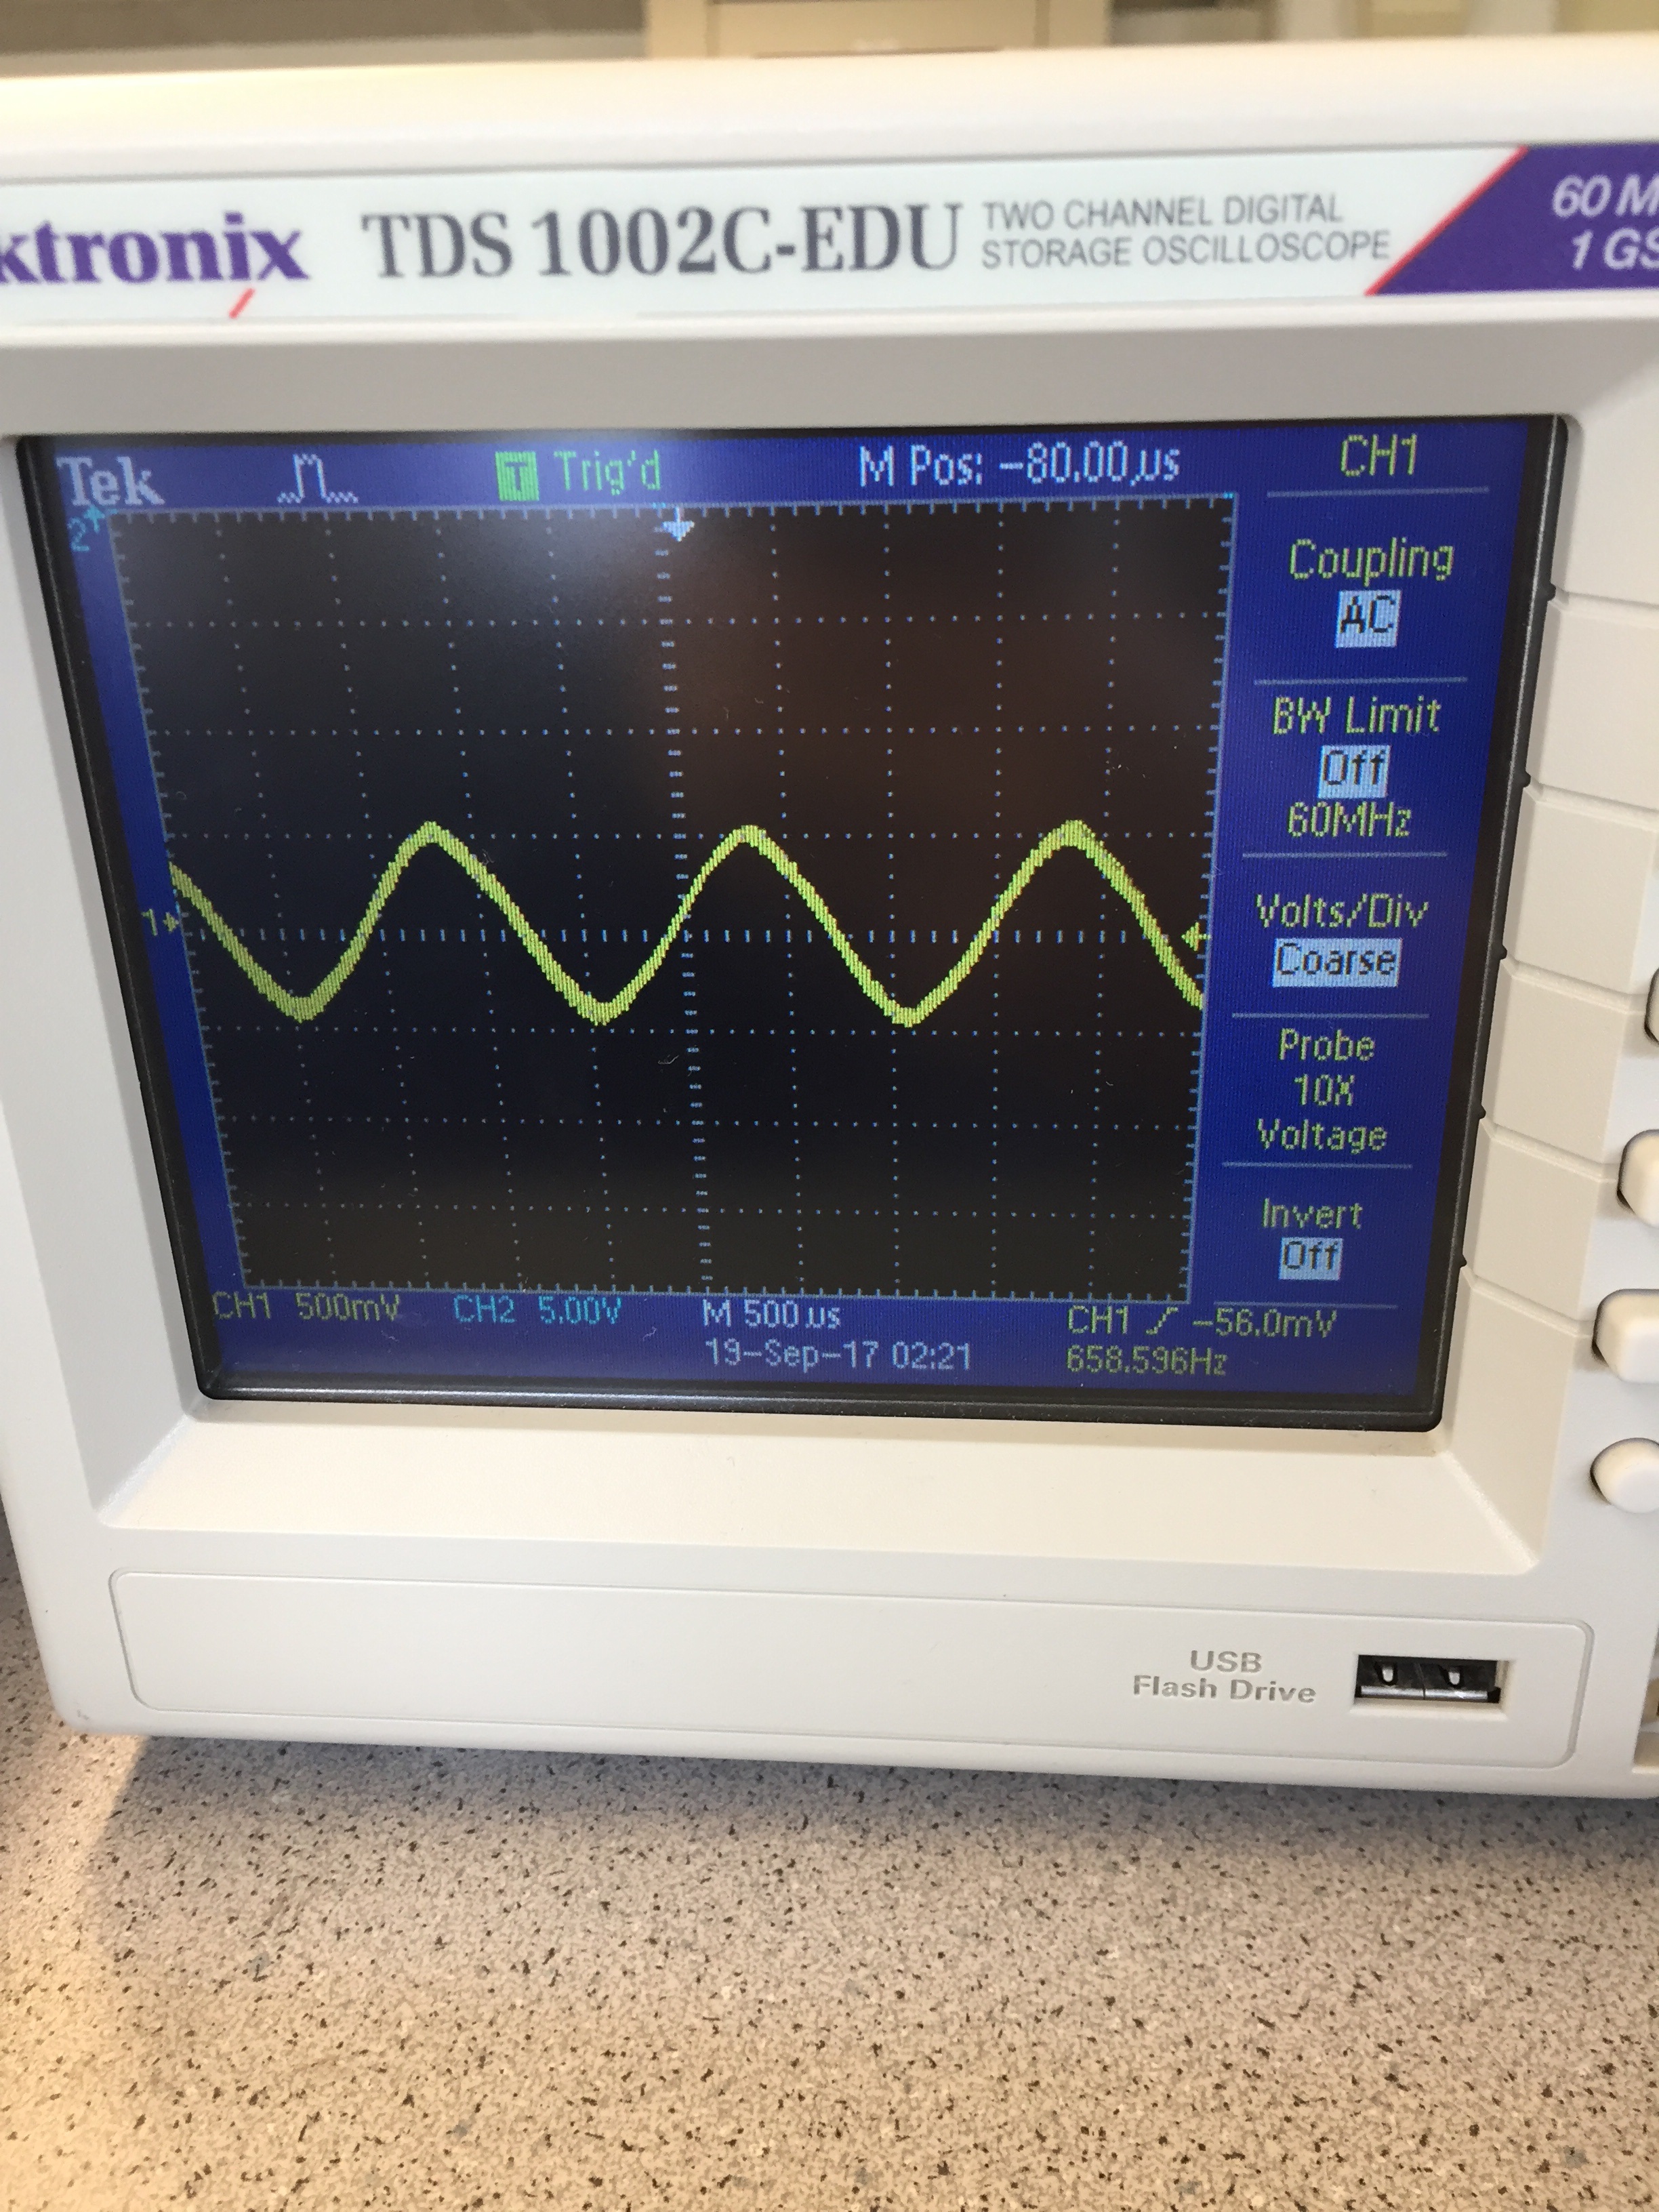 ktronix TDS 1002C-EDU TWO CHANNEL DIGITAL
STORAGE OSCILLOSCOPE
60 M
1 GS
Tek T Trig'd M Pos: -80.00µs CH1
2
Coupling
AC
BW Limit
Off
60MHz
1
Volts/Div
Coarse
Probe
10X
Voltage
Invert
Off
CH1 500mV CH2 5.00V M 500µs CH1 -56.0mV
19-Sep-17 02:21 658.596Hz
USB
Flash Drive